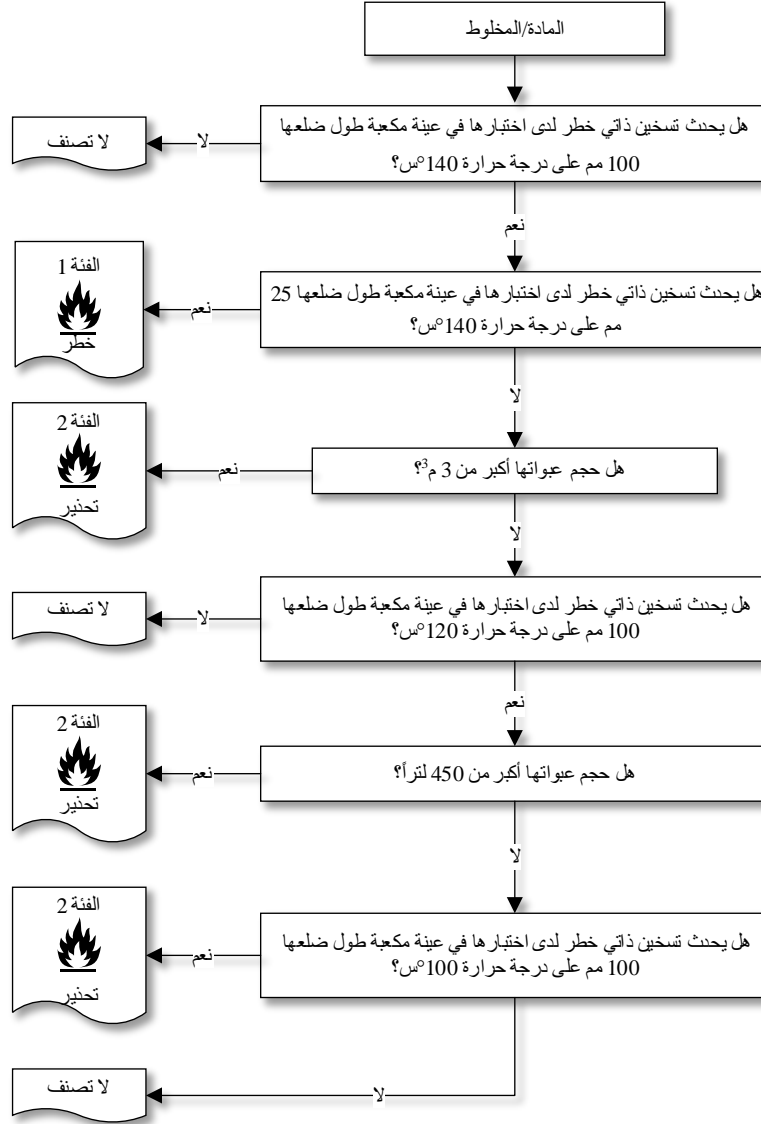 المادة/المخلوط
هل يحدث تسخين ذاتي خطر لدى اختبارها في عينة مكعبة طول ضلعها
100 مم على درجة حرارة 140°س؟
لا
لا تصنف
نعم
هل يحدث تسخين ذاتي خطر لدى اختبارها في عينة مكعبة طول ضلعها 25
مم على درجة حرارة 140°س؟
نعم
الفئة 1
خطر
لا
هل حجم عبواتها أكبر من 3 م³؟
نعم
الفئة 2
تحذير
لا
هل يحدث تسخين ذاتي خطر لدى اختبارها في عينة مكعبة طول ضلعها
100 مم على درجة حرارة 120°س؟
لا
لا تصنف
نعم
هل حجم عبواتها أكبر من 450 لتراً؟
نعم
الفئة 2
تحذير
لا
هل يحدث تسخين ذاتي خطر لدى اختبارها في عينة مكعبة طول ضلعها
100 مم على درجة حرارة 100°س؟
نعم
الفئة 2
تحذير
لا
لا تصنف